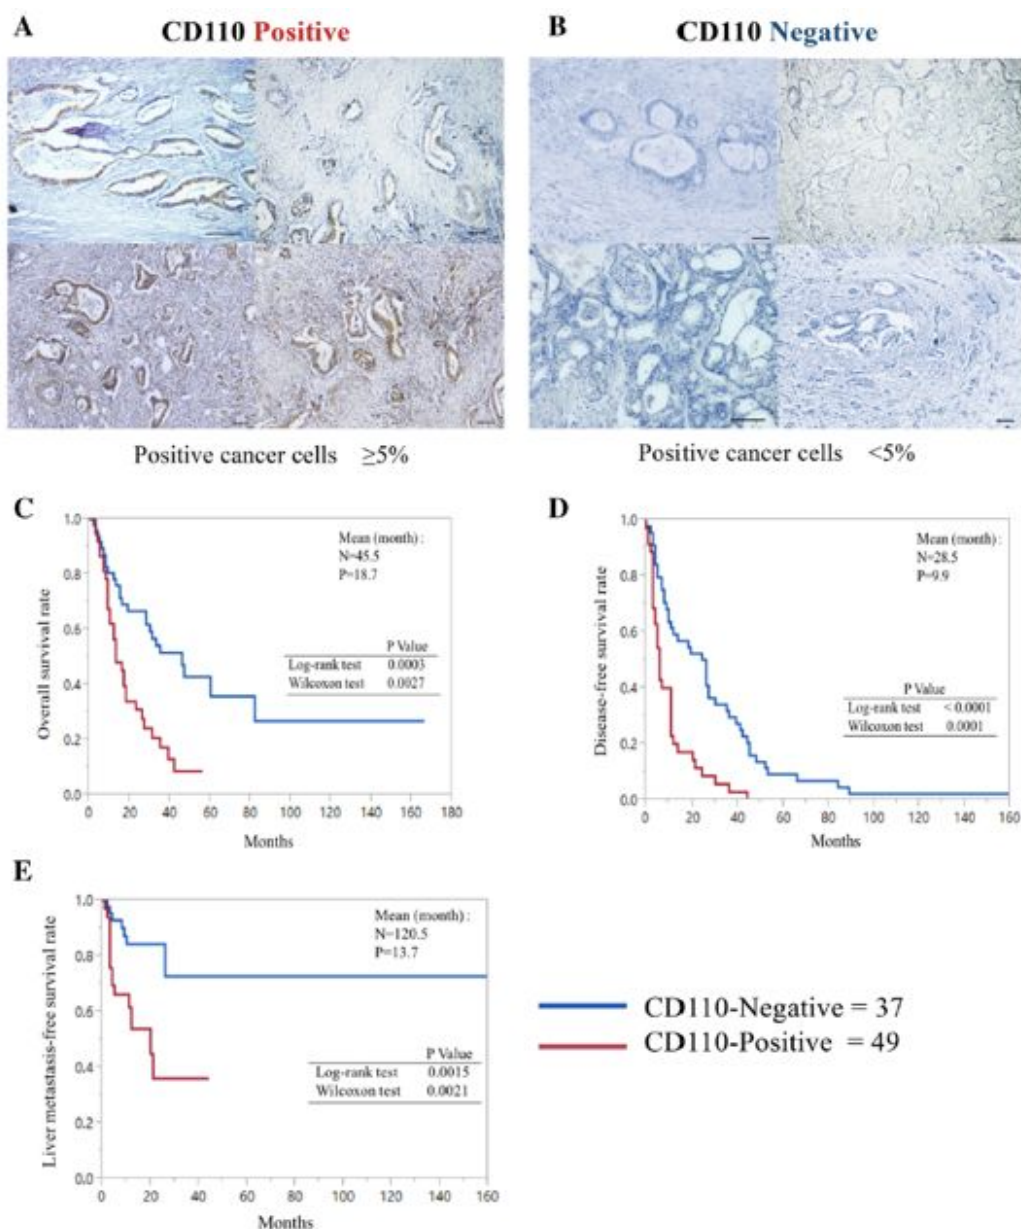 A
CD110 Positive
B
CD110 Negative
Positive cancer cells ≥5%
Positive cancer cells <5%
C
Overall survival rate
1.0
0.8
0.6
0.4
0.2
0.0
Mean (month) :
N=45.5
P=18.7
P Value
Log-rank test 0.0003
Wilcoxon test 0.0027
0 20 40 60 80 100 120 140 160 180
Months
D
Disease-free survival rate
1.0
0.8
0.6
0.4
0.2
0.0
Mean (month) :
N=28.5
P=9.9
P Value
Log-rank test < 0.0001
Wilcoxon test 0.0001
0 20 40 60 80 100 120 140 160
Months
E
Liver metastasis-free survival rate
1.0
0.8
0.6
0.4
0.2
0.0
Mean (month) :
N=120.5
P=13.7
P Value
Log-rank test 0.0015
Wilcoxon test 0.0021
0 20 40 60 80 100 120 140 160
Months
CD110-Negative = 37
CD110-Positive = 49